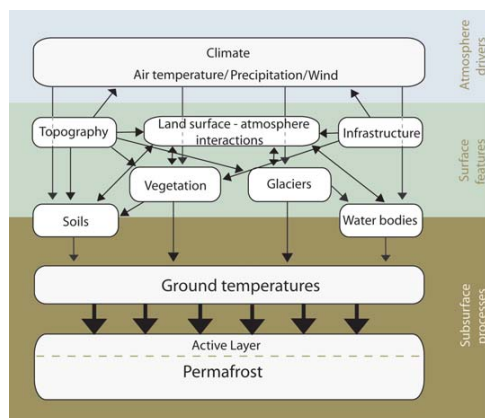 Climate
Air temperature/Precipitation/Wind
Atmosphere
drivers
Topography
Land surface - atmosphere
interactions
Infrastructure
Vegetation
Glaciers
Surface
features
Soils
Water bodies
Ground temperatures
Active Layer
Permafrost
Subsurface
processes